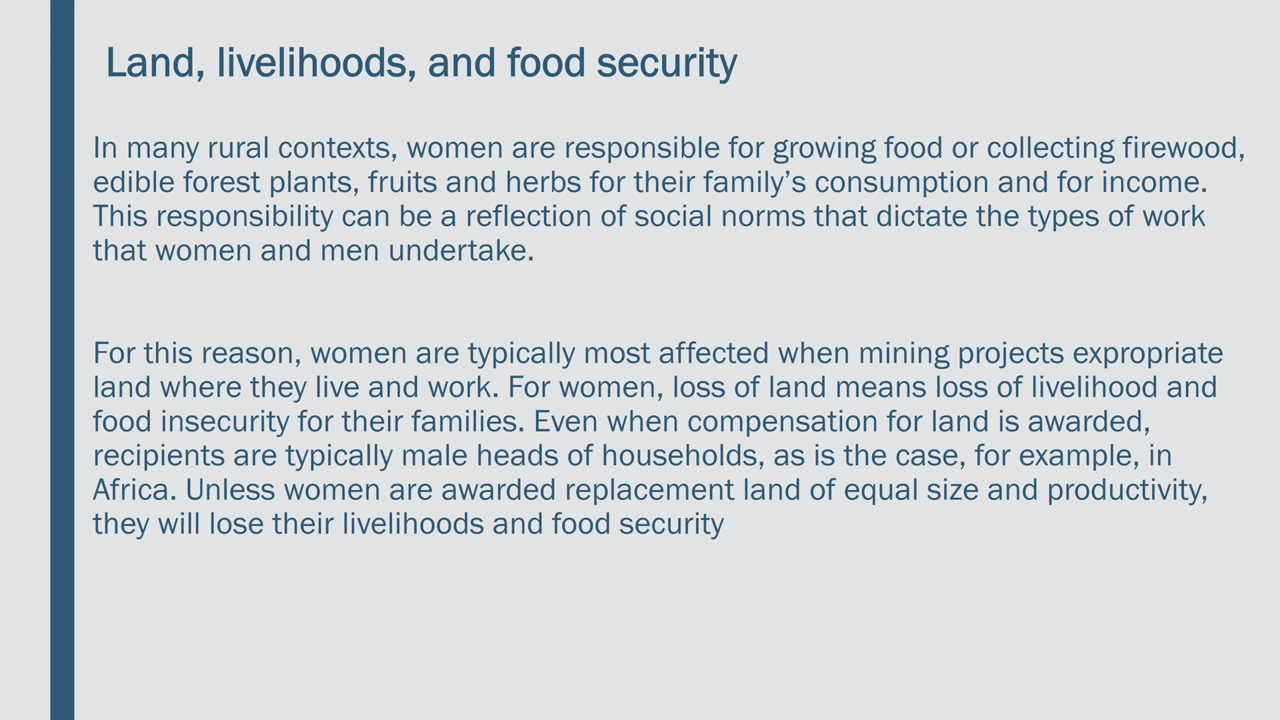 Land, livelihoods, and food security
In many rural contexts, women are responsible for growing food or collecting firewood,
edible forest plants, fruits and herbs for their family’s consumption and for income.
This responsibility can be a reflection of social norms that dictate the types of work
that women and men undertake.
For this reason, women are typically most affected when mining projects expropriate
land where they live and work. For women, loss of land means loss of livelihood and
food insecurity for their families. Even when compensation for land is awarded,
recipients are typically male heads of households, as is the case, for example, in
Africa. Unless women are awarded replacement land of equal size and productivity,
they will lose their livelihoods and food security